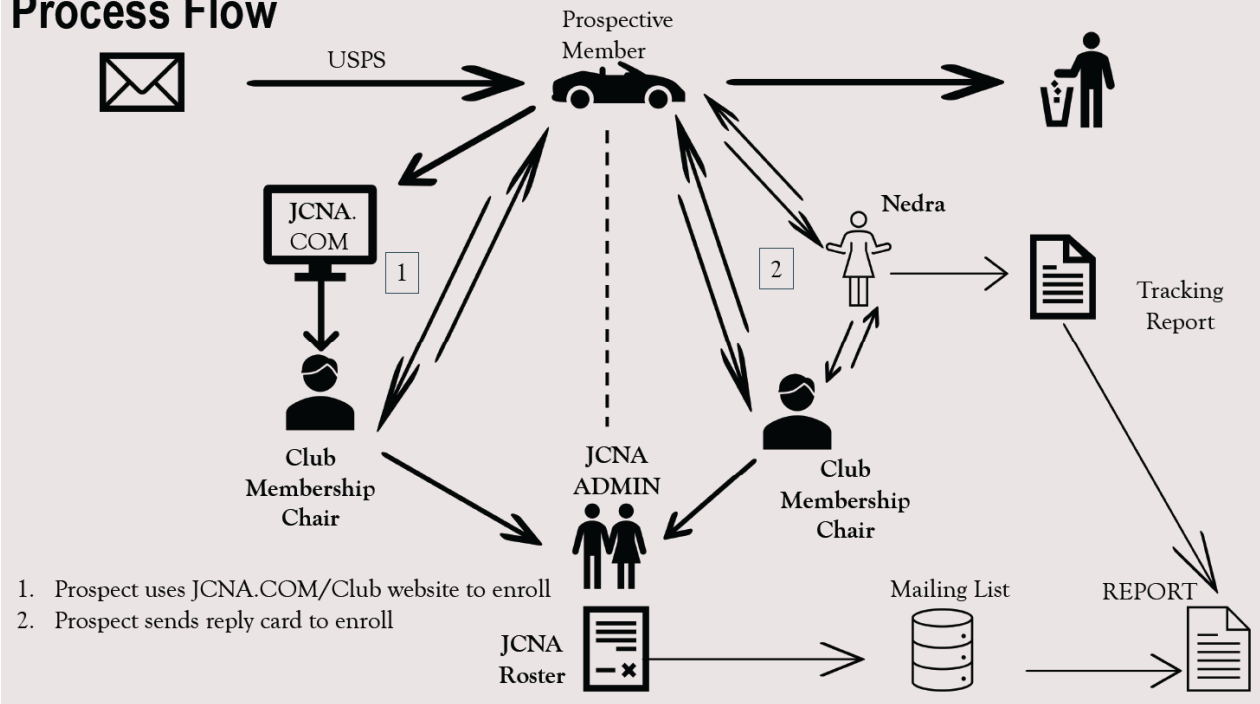 Process Flow
Prospective
Member
USPS
JCNA.
COM
1
2
Nedra
Tracking
Report
Club
Membership
Chair
JCNA
ADMIN
Club
Membership
Chair
1. Prospect uses JCNA.COM/Club website to enroll
2. Prospect sends reply card to enroll
JCNA
Roster
Mailing List
REPORT